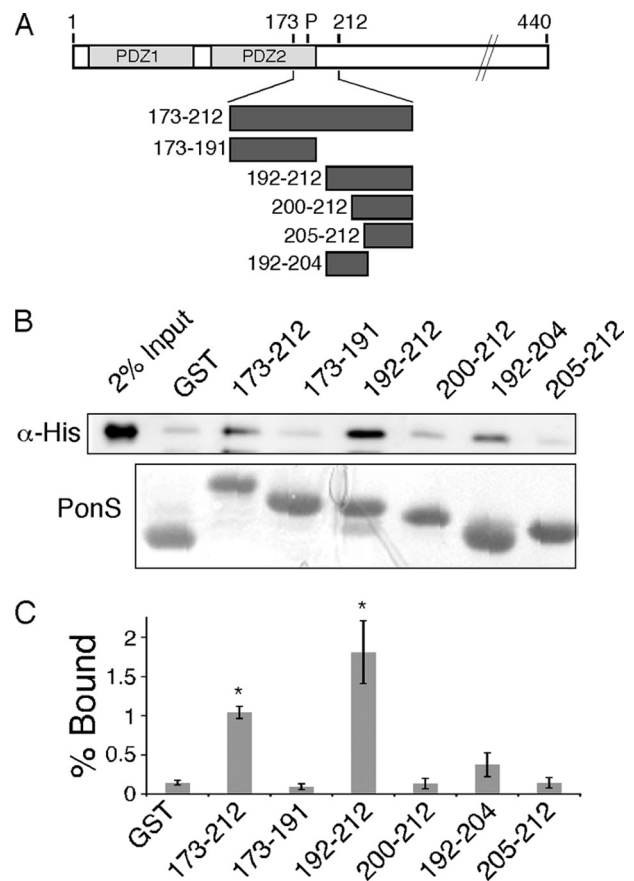 A
1 173 P 212 440
PDZ1 PDZ2
173-212
173-191
192-212
200-212
205-212
192-204
B
2% Input GST 173-212 173-191 192-212 200-212 192-204 205-212
α-His
PonS
C
% Bound
2
1.5
1
0.5
0
* *
GST 173-212 173-191 192-212 200-212 192-204 205-212